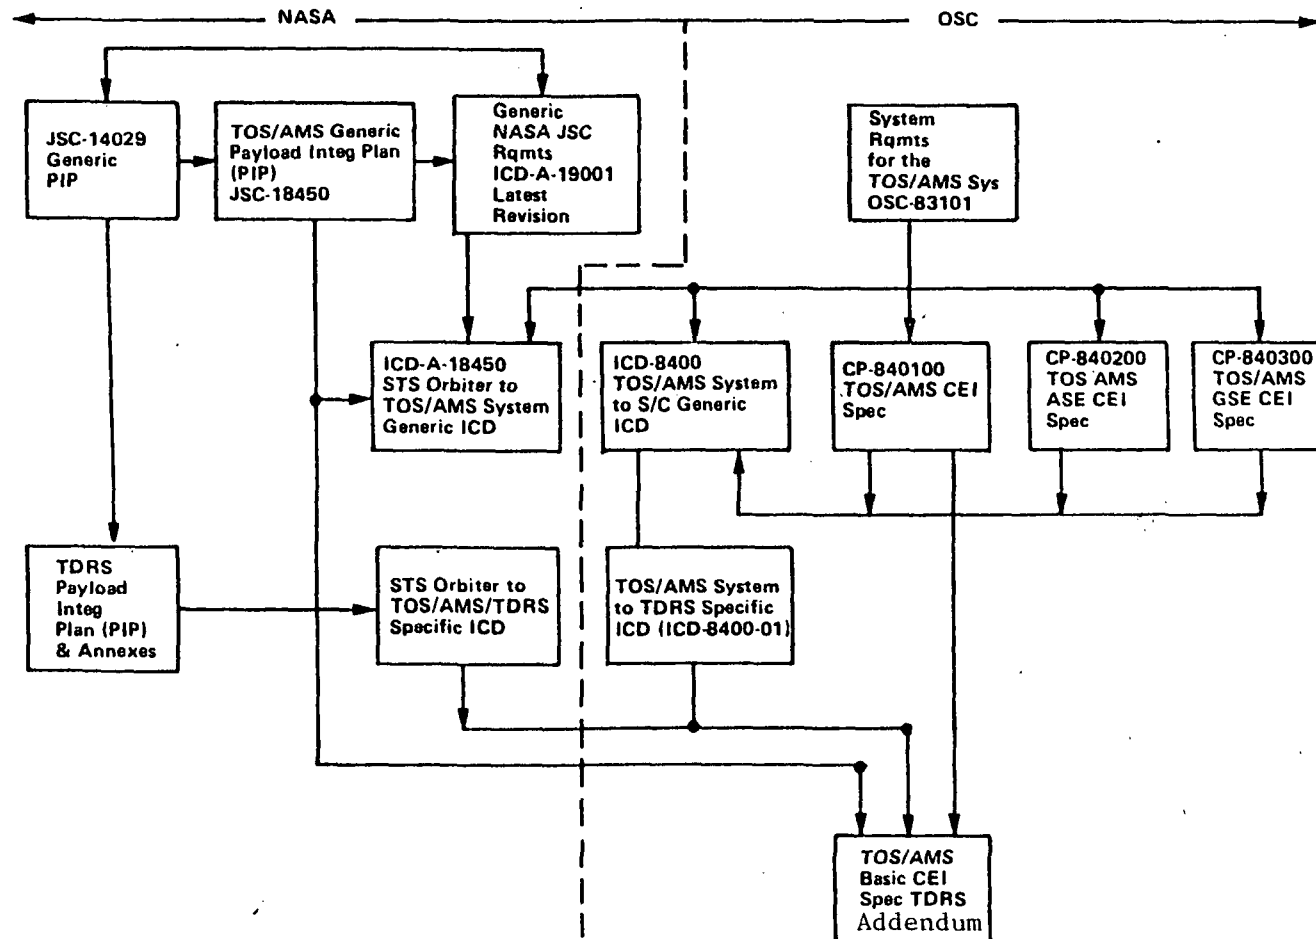 NASA
OSC
JSC-14029
Generic
PIP
TOS/AMS Generic
Payload Integ Plan
(PIP)
JSC-18450
Generic
NASA JSC
Rqmts
ICD-A-19001
Latest
Revision
System
Rqmts
for the
TOS/AMS Sys
OSC-83101
ICD-A-18450
STS Orbiter to
TOS/AMS System
Generic ICD
ICD-8400
TOS/AMS System
to S/C Generic
ICD
CP-840100
TOS/AMS CEI
Spec
CP-840200
TOS AMS
ASE CEI
Spec
CP-840300
TOS/AMS
GSE CEI
Spec
TDRS
Payload
Integ
Plan (PIP)
& Annexes
STS Orbiter to
TOS/AMS/TDRS
Specific ICD
TOS/AMS System
to TDRS Specific
ICD (ICD-8400-01)
TOS/AMS
Basic CEI
Spec TDRS
Addendum